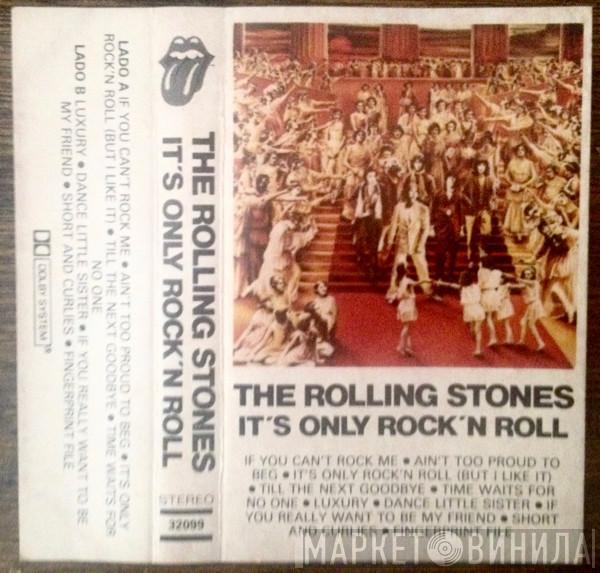 LADO A IF YOU CAN'T ROCK ME ● AIN'T TOO PROUD TO BEG ● IT'S ONLY
ROCK'N ROLL (BUT I LIKE IT) ● TILL THE NEXT GOODBYE ● TIME WAITS FOR
NO ONE
LADO B LUXURY ● DANCE LITTLE SISTER ● IF YOU REALLY WANT TO BE
MY FRIEND ● SHORT AND CURLIES ● FINGERPRINT FILE
DOLBY SYSTEM®
THE ROLLING STONES
IT'S ONLY ROCK'N ROLL
STEREO
32099
THE ROLLING STONES
IT´S ONLY ROCK´N ROLL
IF YOU CAN'T ROCK ME ● AIN'T TOO PROUD TO
BEG ● IT'S ONLY ROCK'N ROLL (BUT I LIKE IT)
● TILL THE NEXT GOODBYE ● TIME WAITS FOR
NO ONE ● LUXURY ● DANCE LITTLE SISTER ● IF
YOU REALLY WANT TO BE MY FRIEND ● SHORT
AND CURLIES ● FINGERPRINT FILE
МАРКЕТ ВИНИЛА